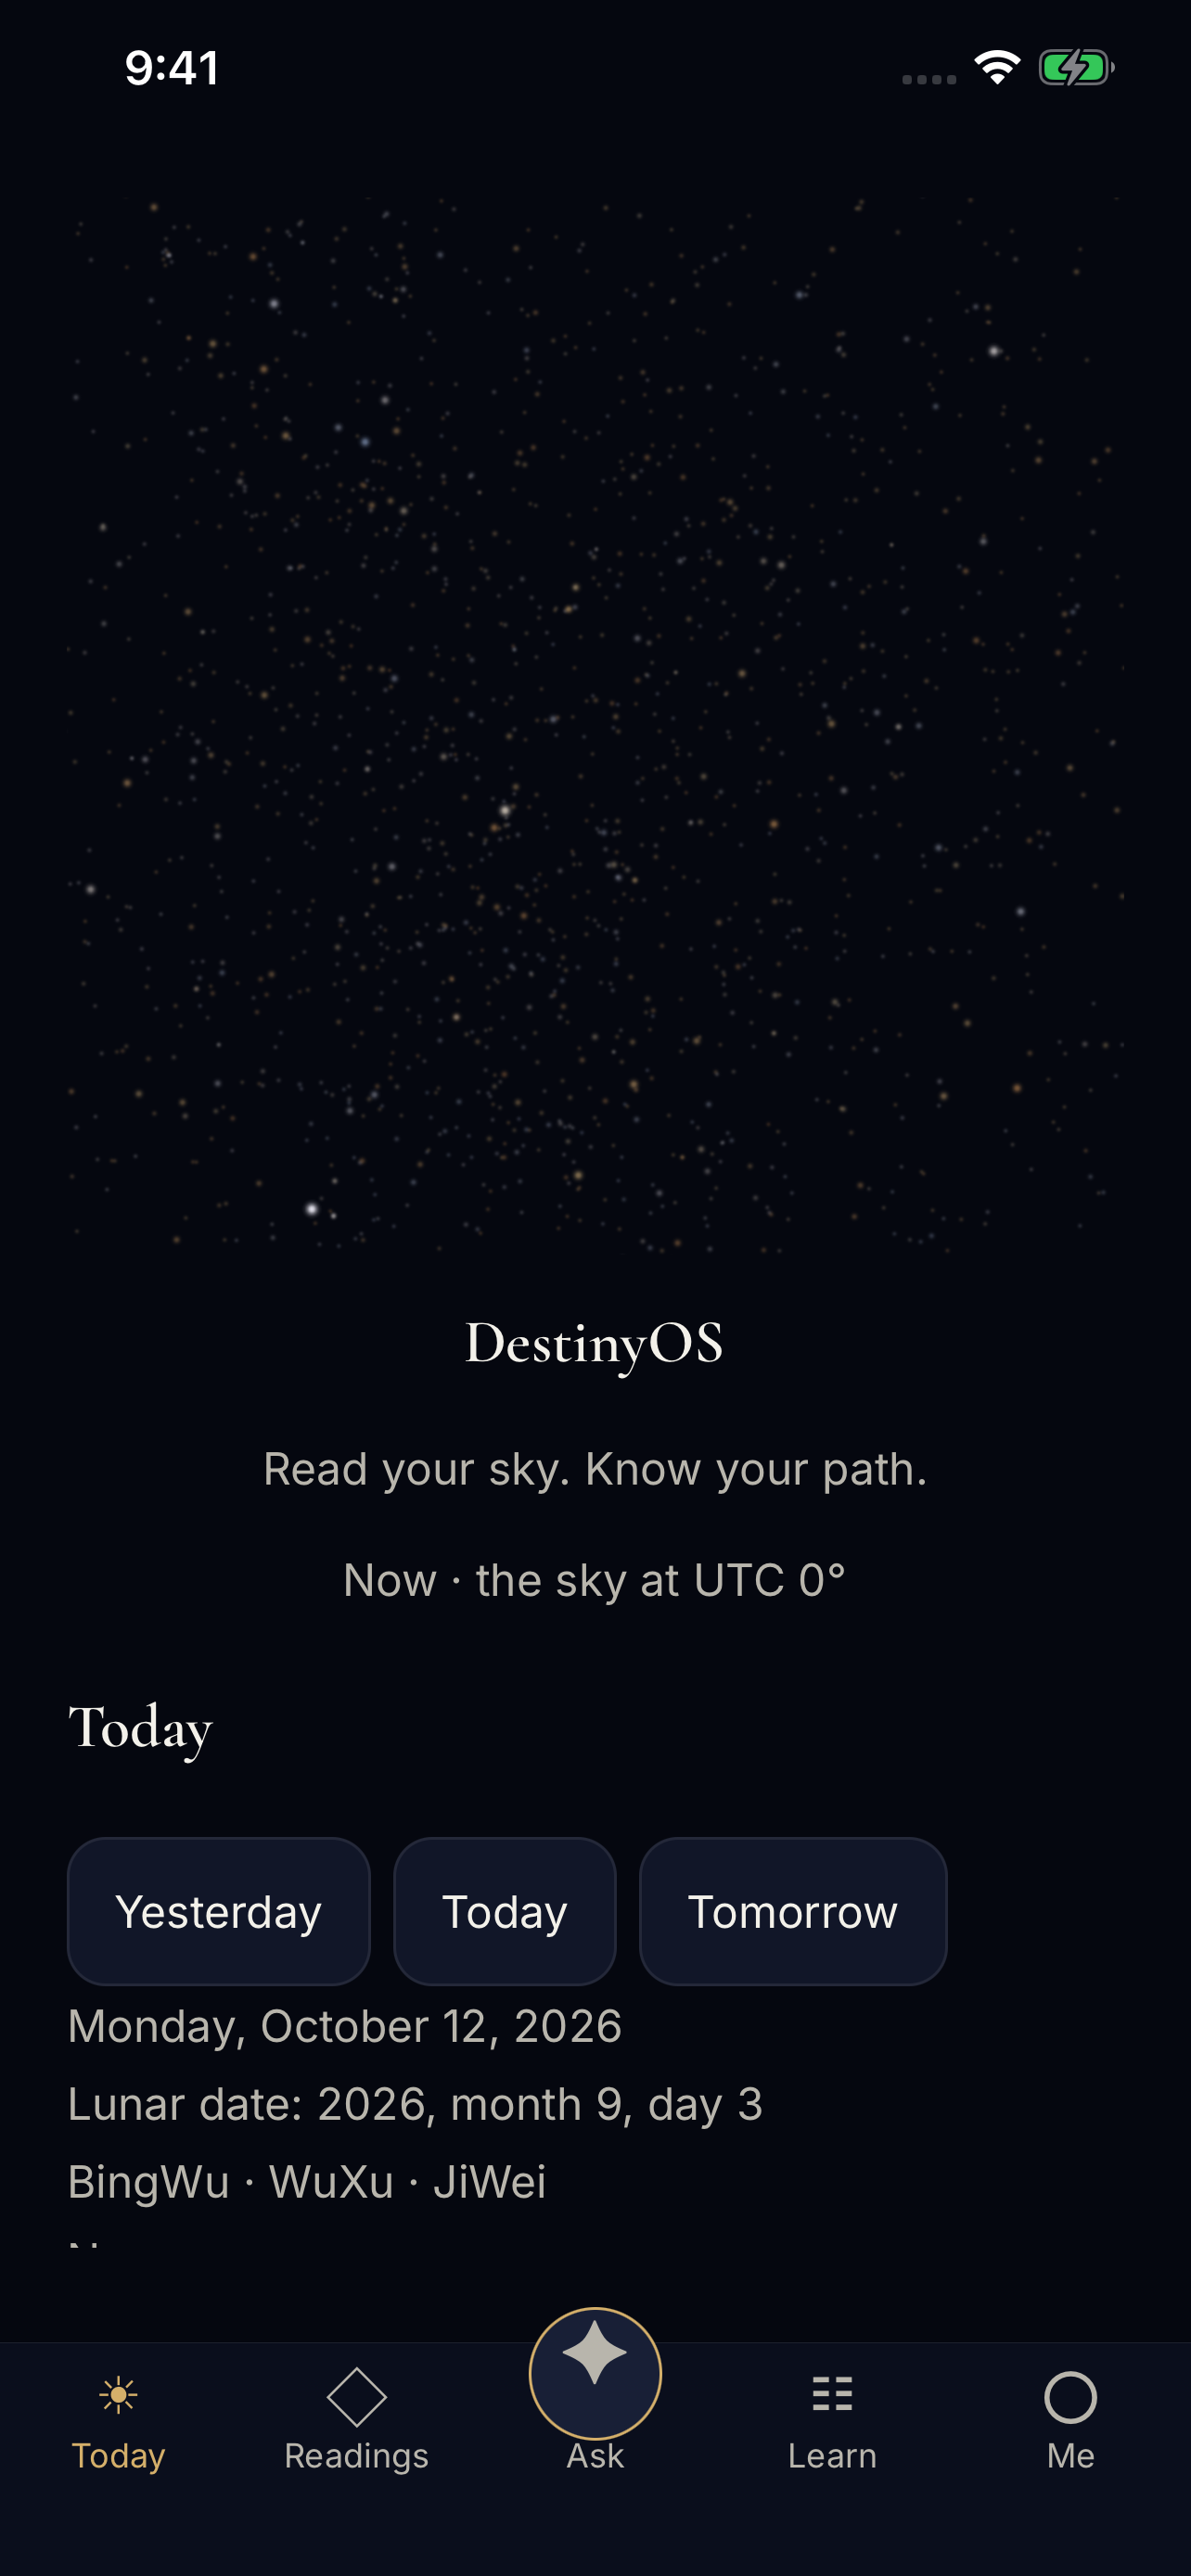 9:41
DestinyOS
Read your sky. Know your path.
Now · the sky at UTC 0°
Today
Yesterday Today Tomorrow
Monday, October 12, 2026
Lunar date: 2026, month 9, day 3
BingWu · WuXu · JiWei
Today Readings Ask Learn Me